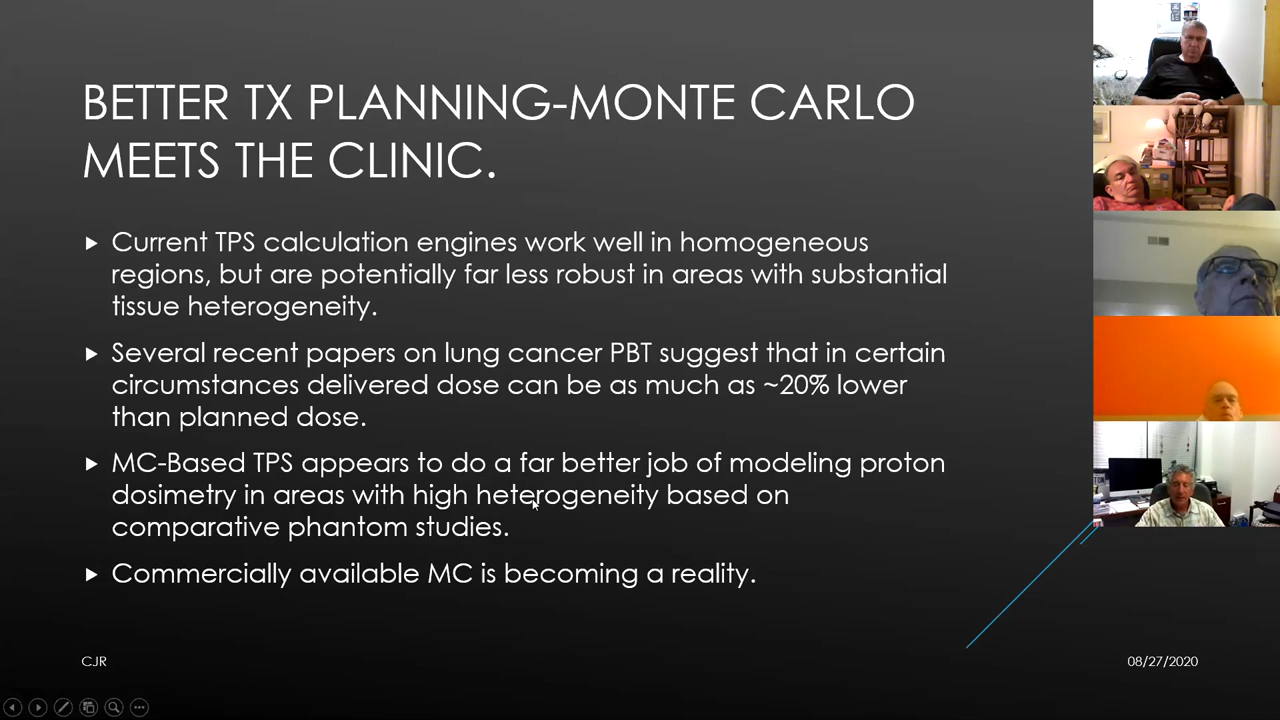 BETTER TX PLANNING-MONTE CARLO
MEETS THE CLINIC.
Current TPS calculation engines work well in homogeneous
regions, but are potentially far less robust in areas with substantial
tissue heterogeneity.
Several recent papers on lung cancer PBT suggest that in certain
circumstances delivered dose can be as much as ~20% lower
than planned dose.
MC-Based TPS appears to do a far better job of modeling proton
dosimetry in areas with high heterogeneity based on
comparative phantom studies.
Commercially available MC is becoming a reality.
CJR
08/27/2020